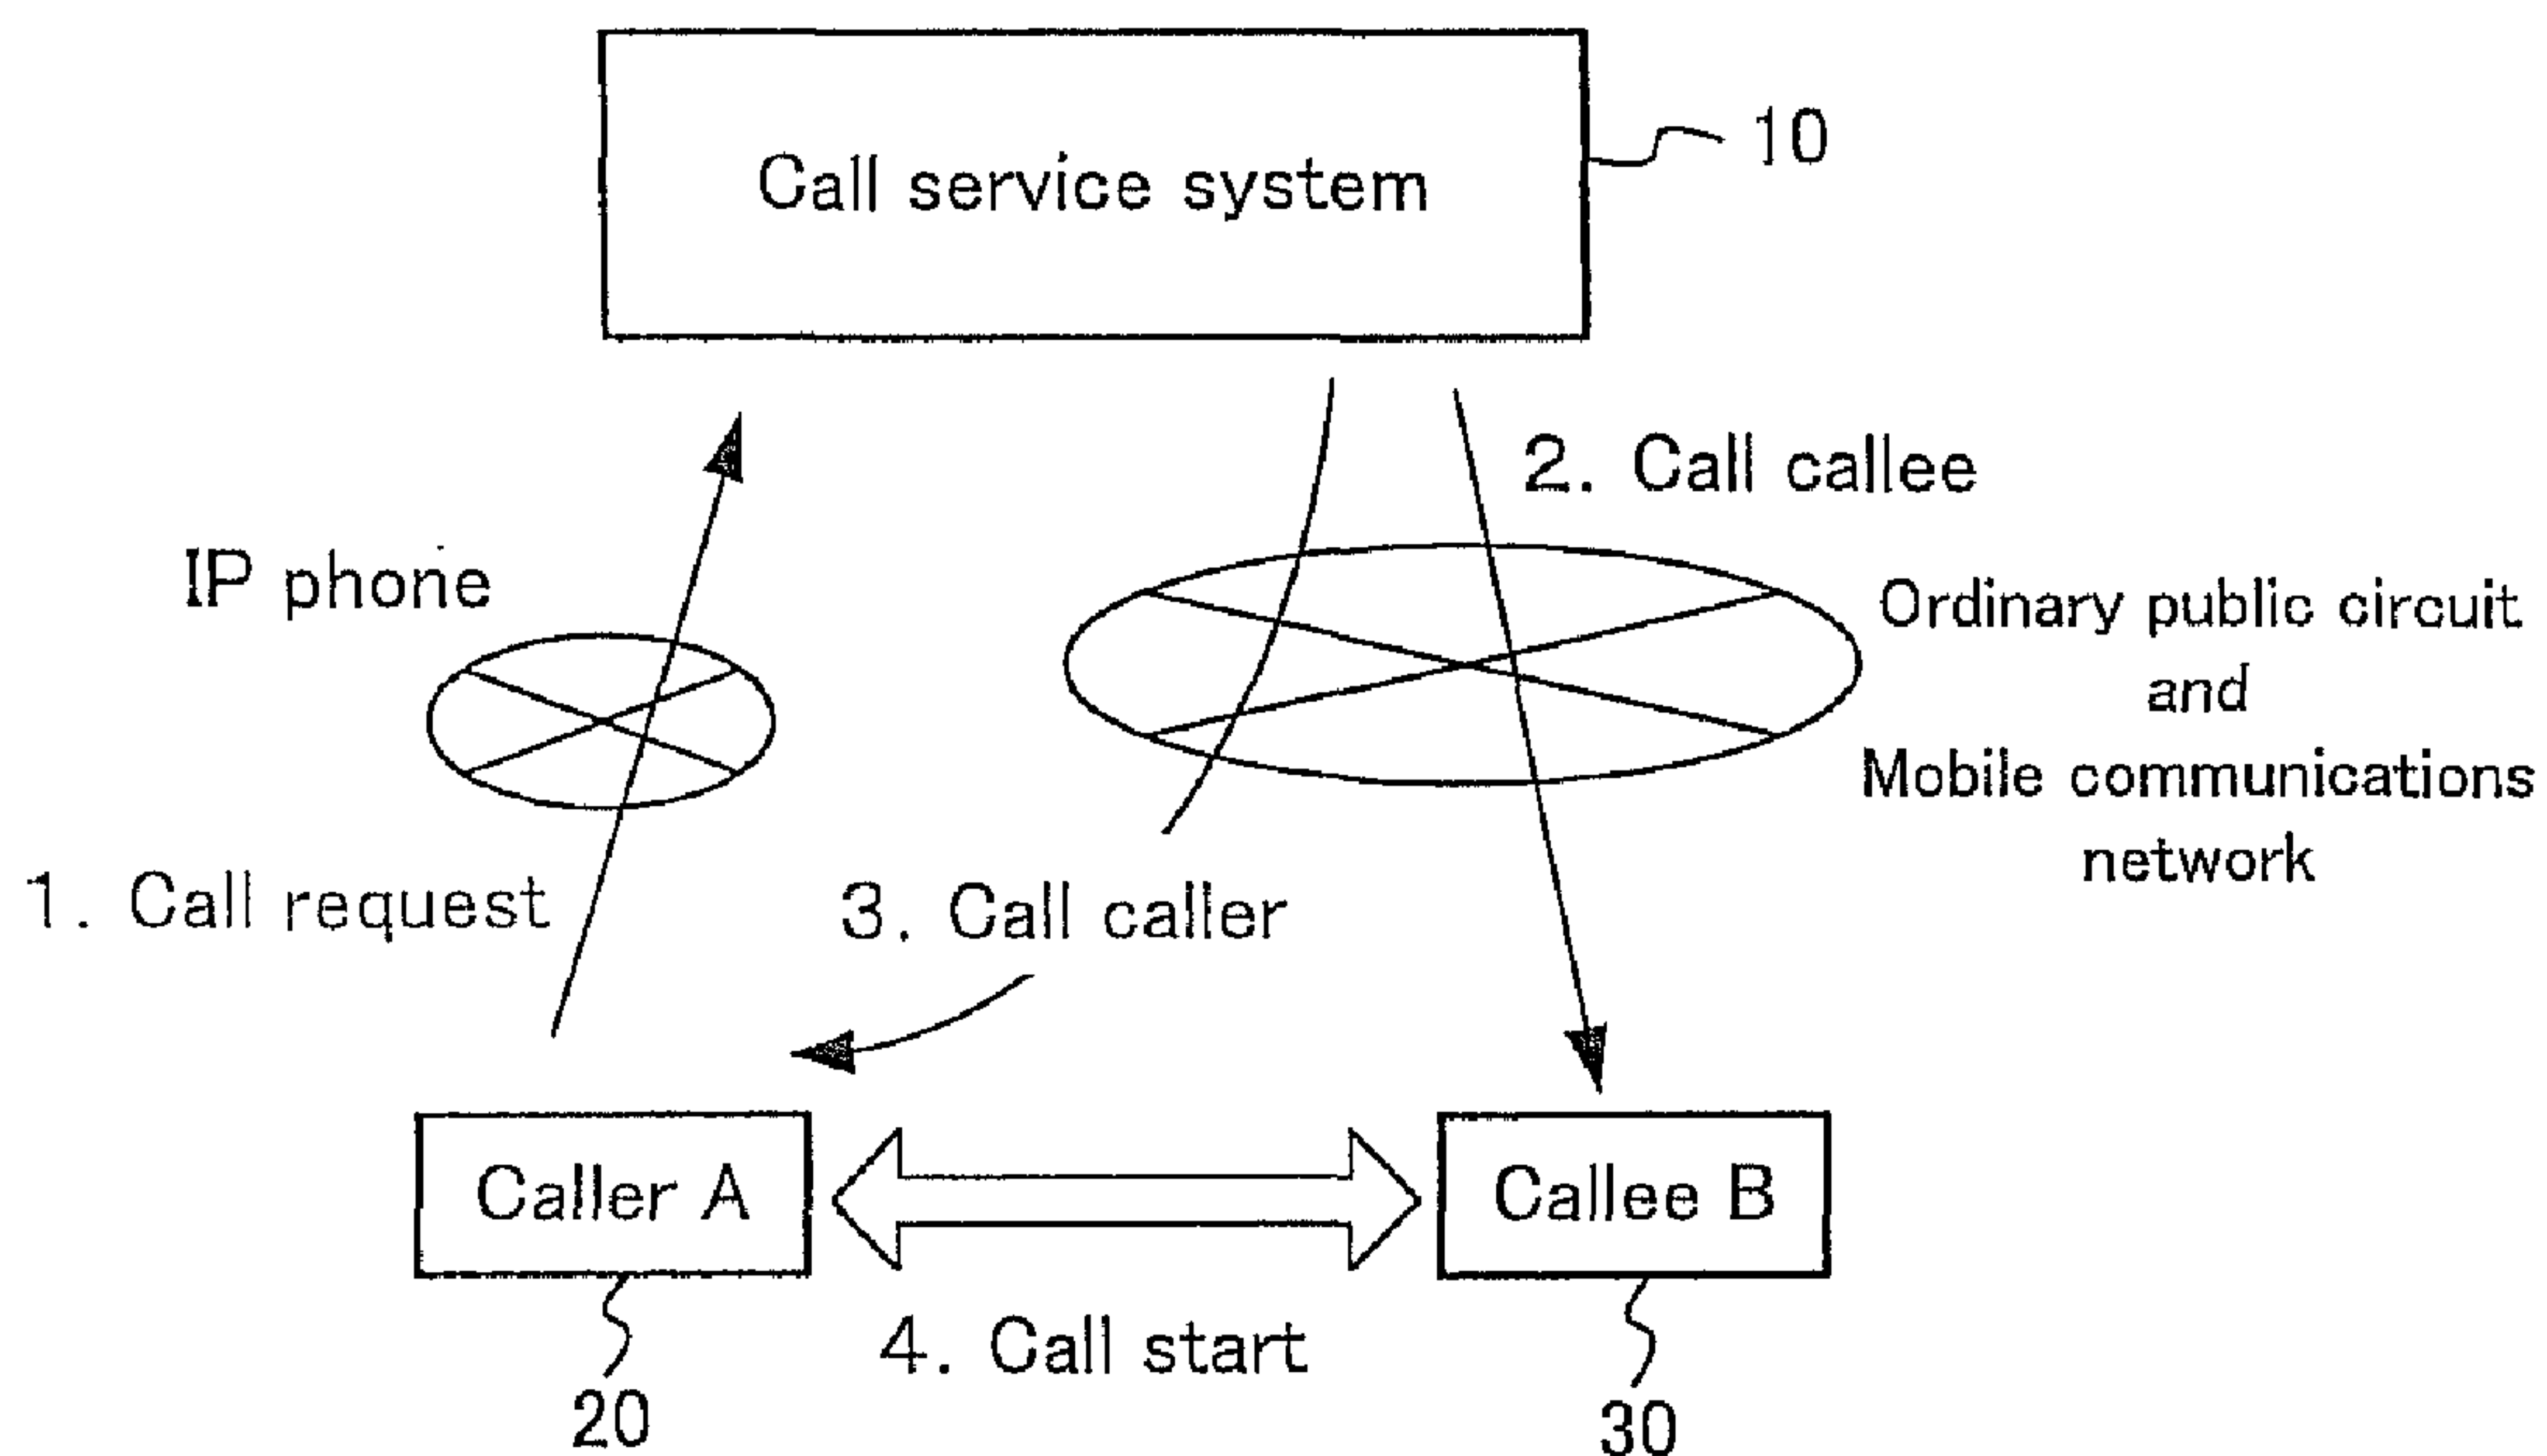 Call service system
10
2. Call callee
IP phone
Ordinary public circuit
and
Mobile communications
network
1. Call request
3. Call caller
Caller A
Callee B
4. Call start
20
30